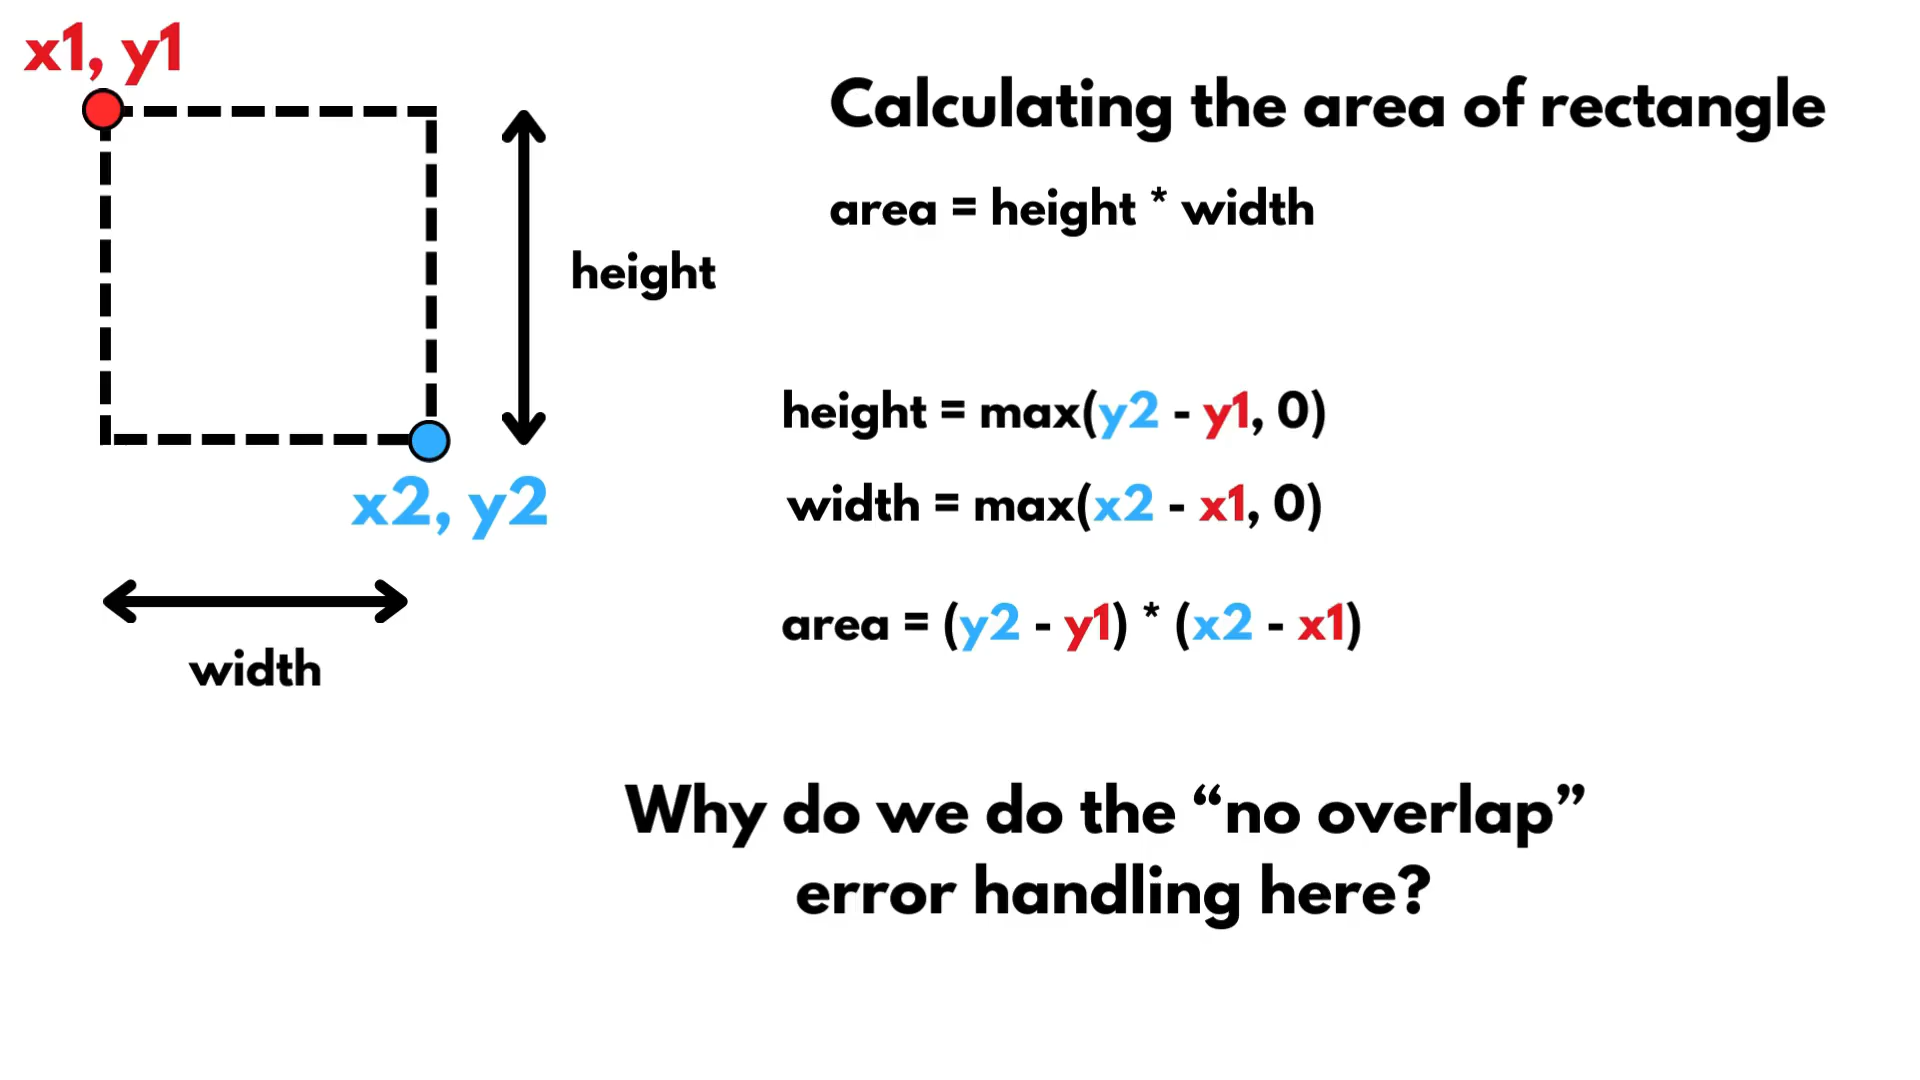 x1, y1
Calculating the area of rectangle
area = height * width
height
height = max(y2 - y1, 0)
width = max(x2 - x1, 0)
x2, y2
area = (y2 - y1) * (x2 - x1)
width
Why do we do the “no overlap”
error handling here?